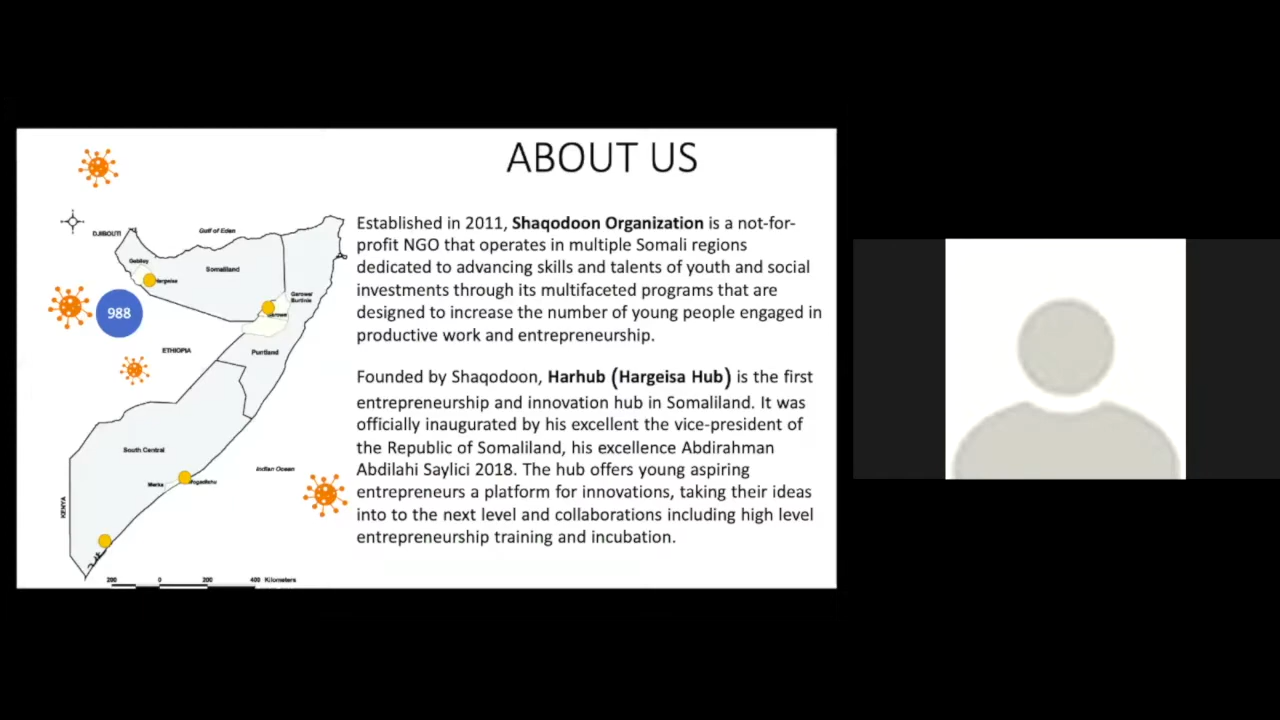 ABOUT US
Established in 2011, Shaqodoon Organization is a not-for-
profit NGO that operates in multiple Somali regions
dedicated to advancing skills and talents of youth and social
investments through its multifaceted programs that are
designed to increase the number of young people engaged in
productive work and entrepreneurship.
Founded by Shaqodoon, Harhub (Hargeisa Hub) is the first
entrepreneurship and innovation hub in Somaliland. It was
officially inaugurated by his excellent the vice-president of
the Republic of Somaliland, his excellence Abdirahman
Abdilahi Saylici 2018. The hub offers young aspiring
entrepreneurs a platform for innovations, taking their ideas
into to the next level and collaborations including high level
entrepreneurship training and incubation.
DJIBOUTI
Gulf of Eden
Gabiley
Hargeisa
Somaliland
Garowe/
Burtinle
Garowe
988
ETHIOPIA
Puntland
South Central
Indian Ocean
Marka
Mogadishu
KENYA
200 0 200 400 Kilometers